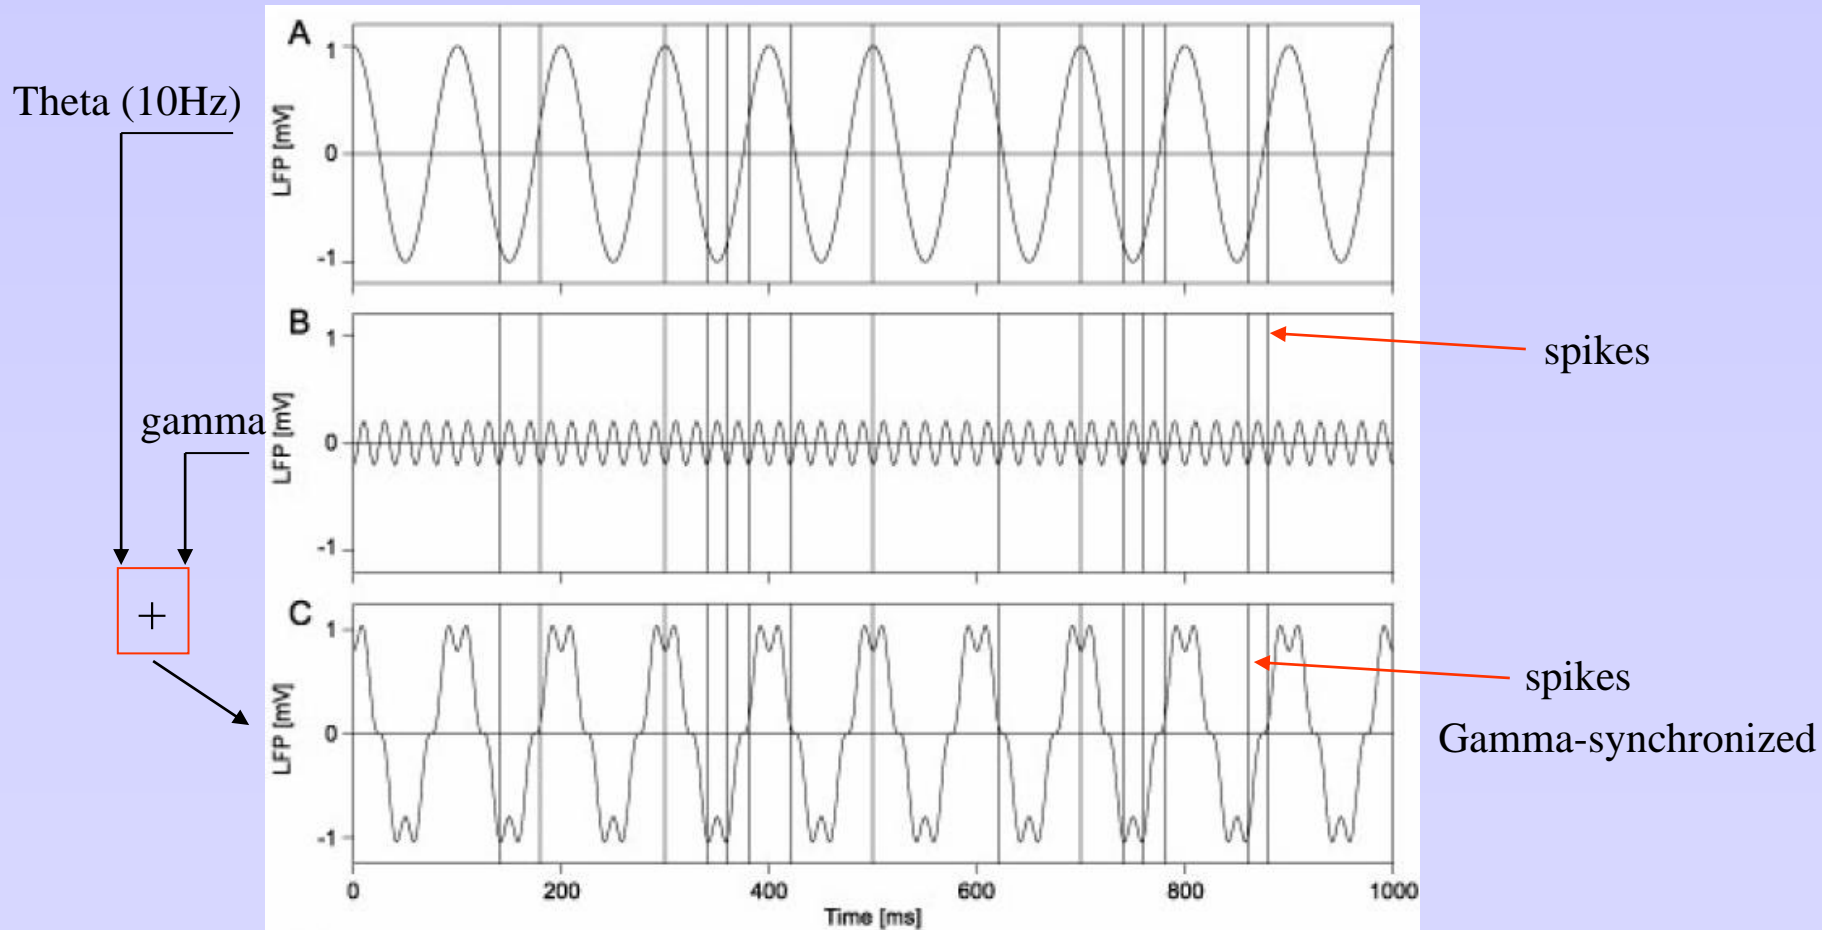 A
1
Theta (10Hz)
LFP [mV]
0
-1
B
1
spikes
gamma
LFP [mV]
0
-1
+
C
1
spikes
LFP [mV]
0
Gamma-synchronized
-1
0 200 400 600 800 1000
Time [ms]